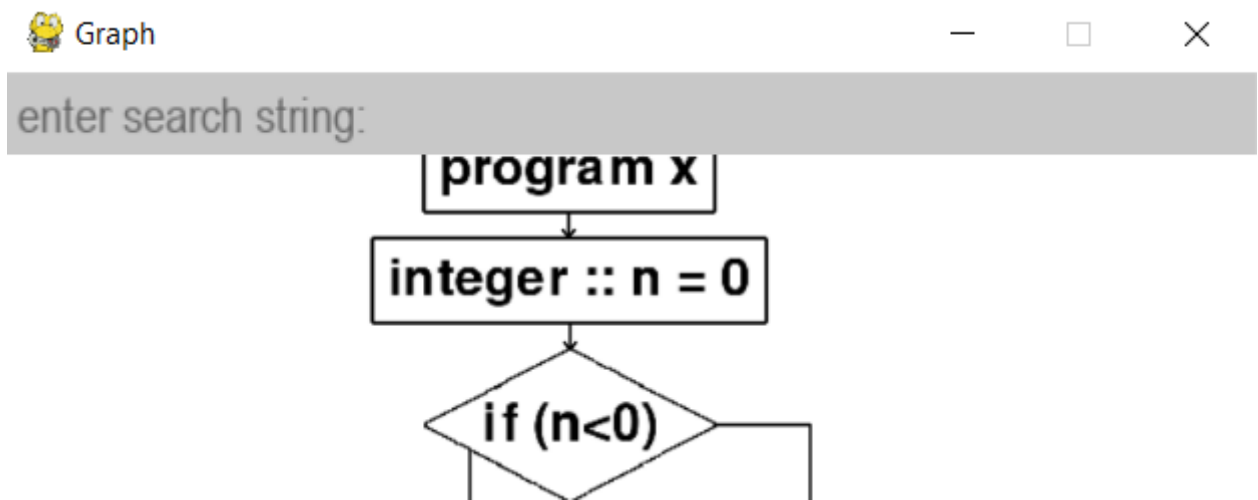 Graph
enter search string:
program x
integer :: n = 0
if (n<0)